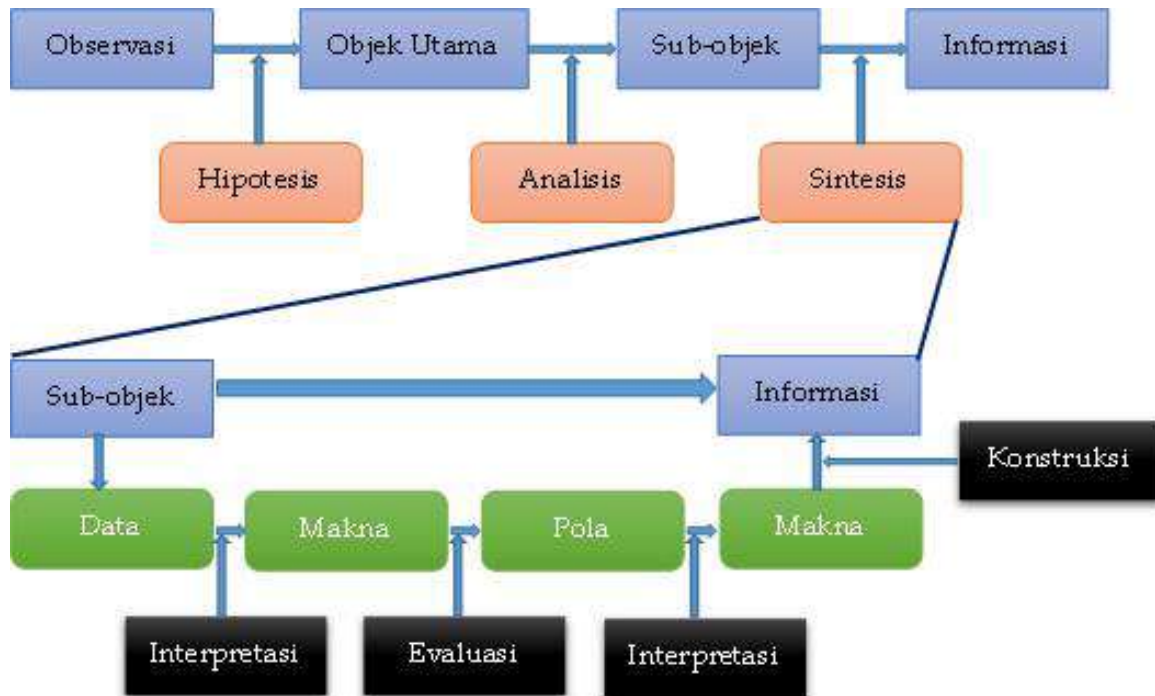 Observasi
Objek Utama
Sub-objek
Informasi
Hipotesis
Analisis
Sintesis
Sub-objek
Informasi
Konstruksi
Data
Makna
Pola
Makna
Interpretasi
Evaluasi
Interpretasi